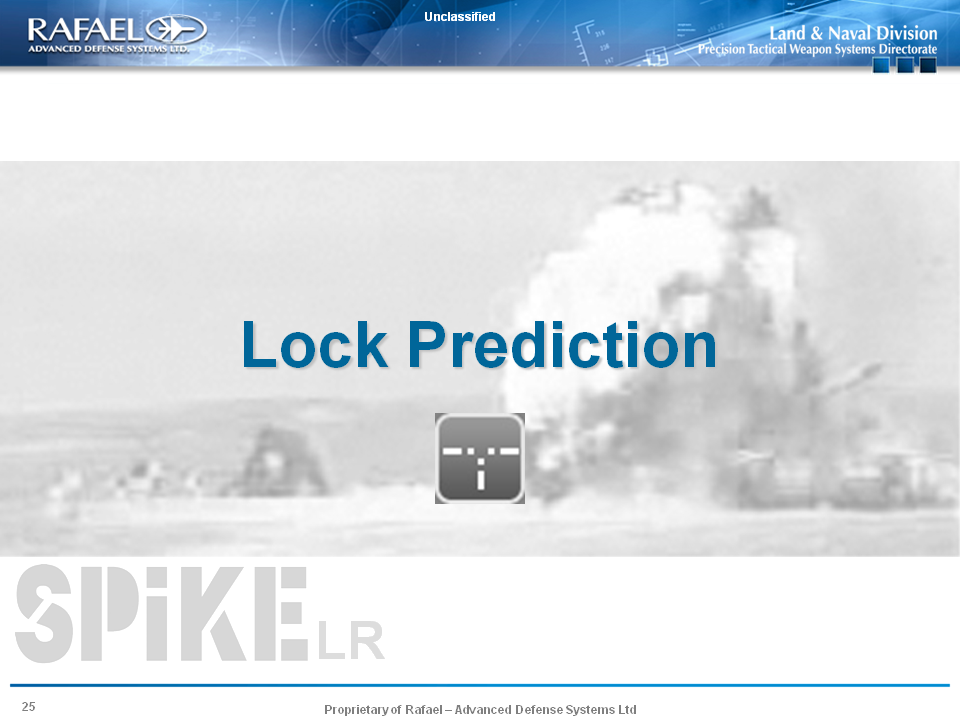 Unclassified
RAFAEL
ADVANCED DEFENSE SYSTEMS LTD.
Land & Naval Division
Precision Tactical Weapon Systems Directorate
Lock Prediction
SPiKE LR
25
Proprietary of Rafael – Advanced Defense Systems Ltd